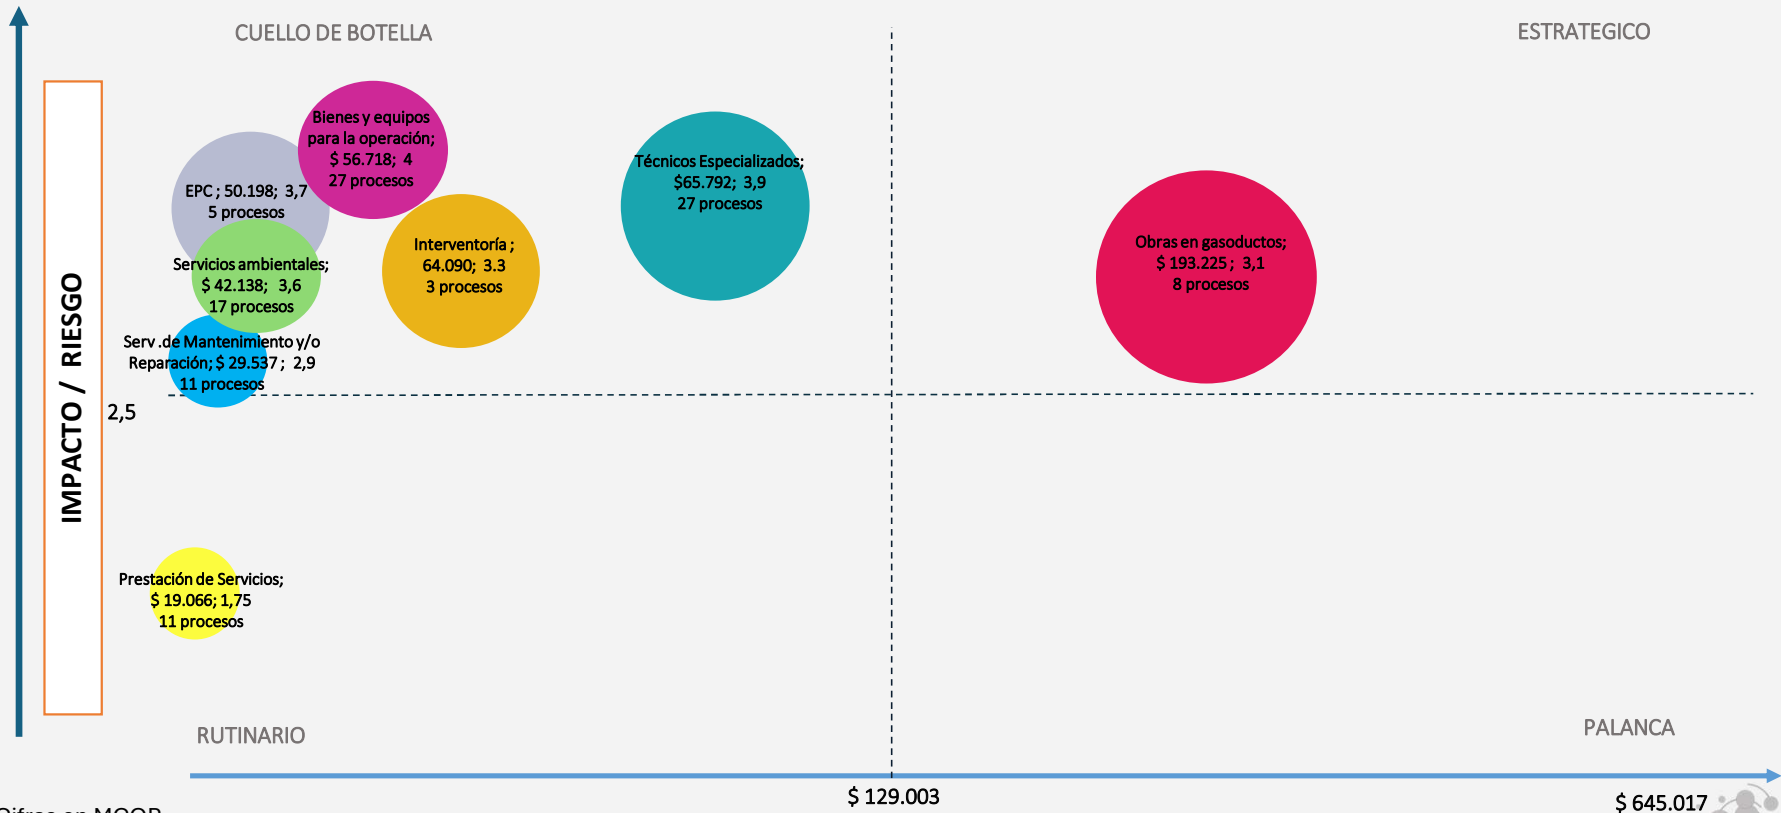 CUELLO DE BOTELLA
ESTRATEGICO
Bienes y equipos
para la operación;
$ 56.718; 4
27 procesos
EPC ; 50.198; 3,7
5 procesos
Técnicos Especializados;
$65.792; 3,9
27 procesos
Interventoría ;
64.090; 3.3
3 procesos
Obras en gasoductos;
$ 193.225 ; 3,1
8 procesos
Servicios ambientales;
$ 42.138; 3,6
17 procesos
Serv .de Mantenimiento y/o
Reparación; $ 29.537 ; 2,9
11 procesos
IMPACTO / RIESGO
2,5
Prestación de Servicios;
$ 19.066; 1,75
11 procesos
RUTINARIO
PALANCA
$ 129.003
$ 645.017